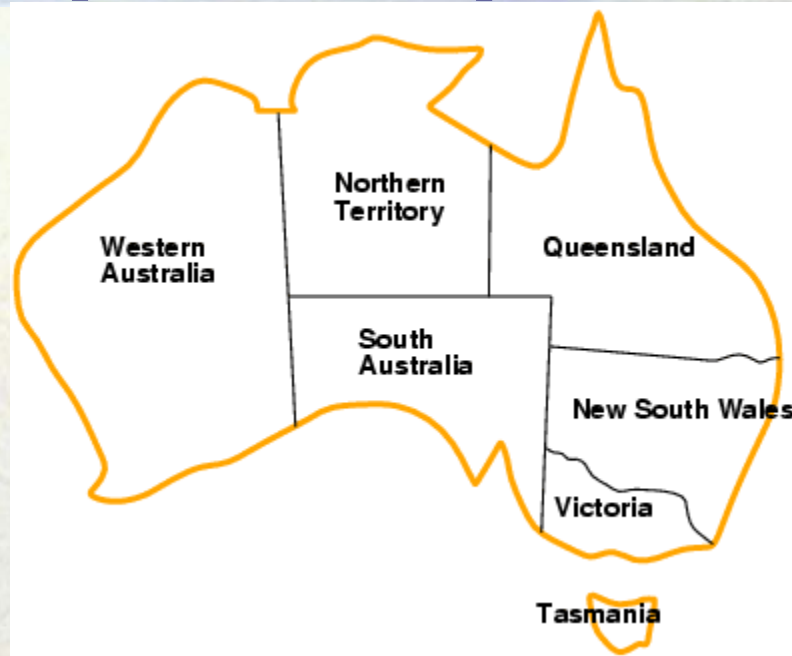 Northern
Territory
Western
Australia
Queensland
South
Australia
New South Wales
Victoria
Tasmania